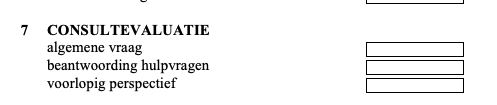 7 CONSULTEVALUATIE
algemene vraag
beantwoording hulpvragen
voorlopig perspectief